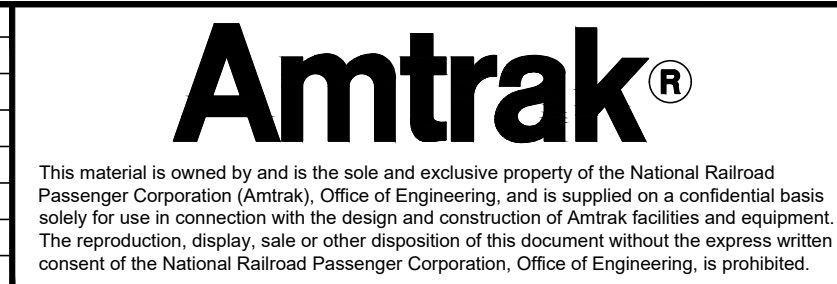 Amtrak®
This material is owned by and is the sole and exclusive property of the National Railroad
Passenger Corporation (Amtrak), Office of Engineering, and is supplied on a confidential basis
solely for use in connection with the design and construction of Amtrak facilities and equipment.
The reproduction, display, sale or other disposition of this document without the express written
consent of the National Railroad Passenger Corporation, Office of Engineering, is prohibited.